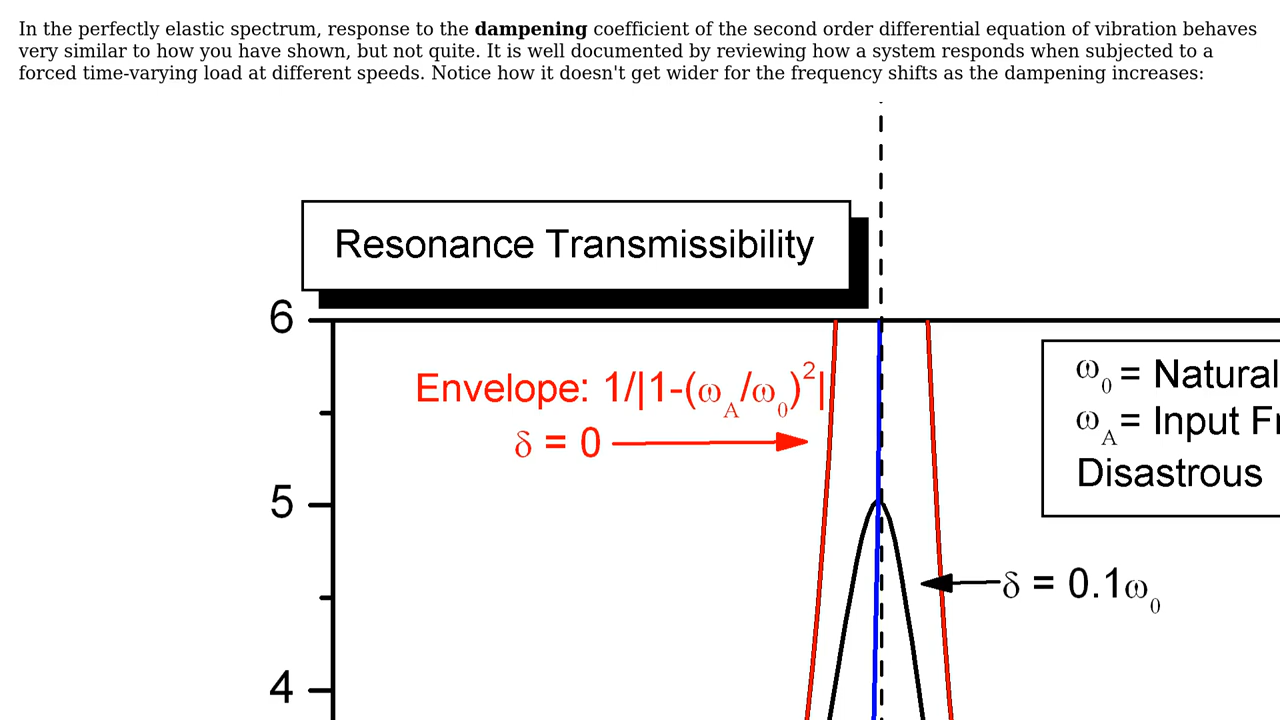 In the perfectly elastic spectrum, response to the dampening coefficient of the second order differential equation of vibration behaves
very similar to how you have shown, but not quite. It is well documented by reviewing how a system responds when subjected to a
forced time-varying load at different speeds. Notice how it doesn't get wider for the frequency shifts as the dampening increases:
Resonance Transmissibility
6
Envelope: 1/|1-(ω_A/ω_0)^2|
δ = 0
ω_0 = Natural
ω_A = Input Fr
Disastrous
5
δ = 0.1ω_0
4